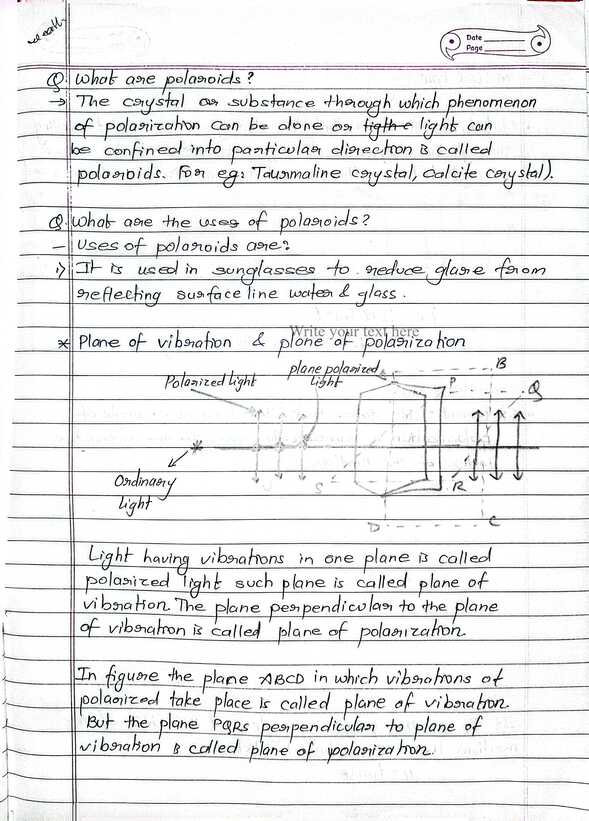 Date
Page
Q. What are polaroids?
→ The crystal or substance through which phenomenon
of polarization can be done or light can
be confined into particular direction is called
polaroids. For eg: Taurmaline crystal, Calcite crystal).
Q. What are the uses of polaroids?
– Uses of polaroids are:
i) It is used in sunglasses to reduce glare from
reflecting surface line water & glass.
Write your text here
* Plane of vibration & plane of polarization
Polarized light
plane polarized
light
B
P
Q
Y
Ordinary
light
S
R
D
C
Light having vibrations in one plane is called
polarized light such plane is called plane of
vibration. The plane perpendicular to the plane
of vibration is called plane of polarization.
In figure the plane ABCD in which vibrations of
polarized take place is called plane of vibration.
But the plane PQRS perpendicular to plane of
vibration is called plane of polarization.